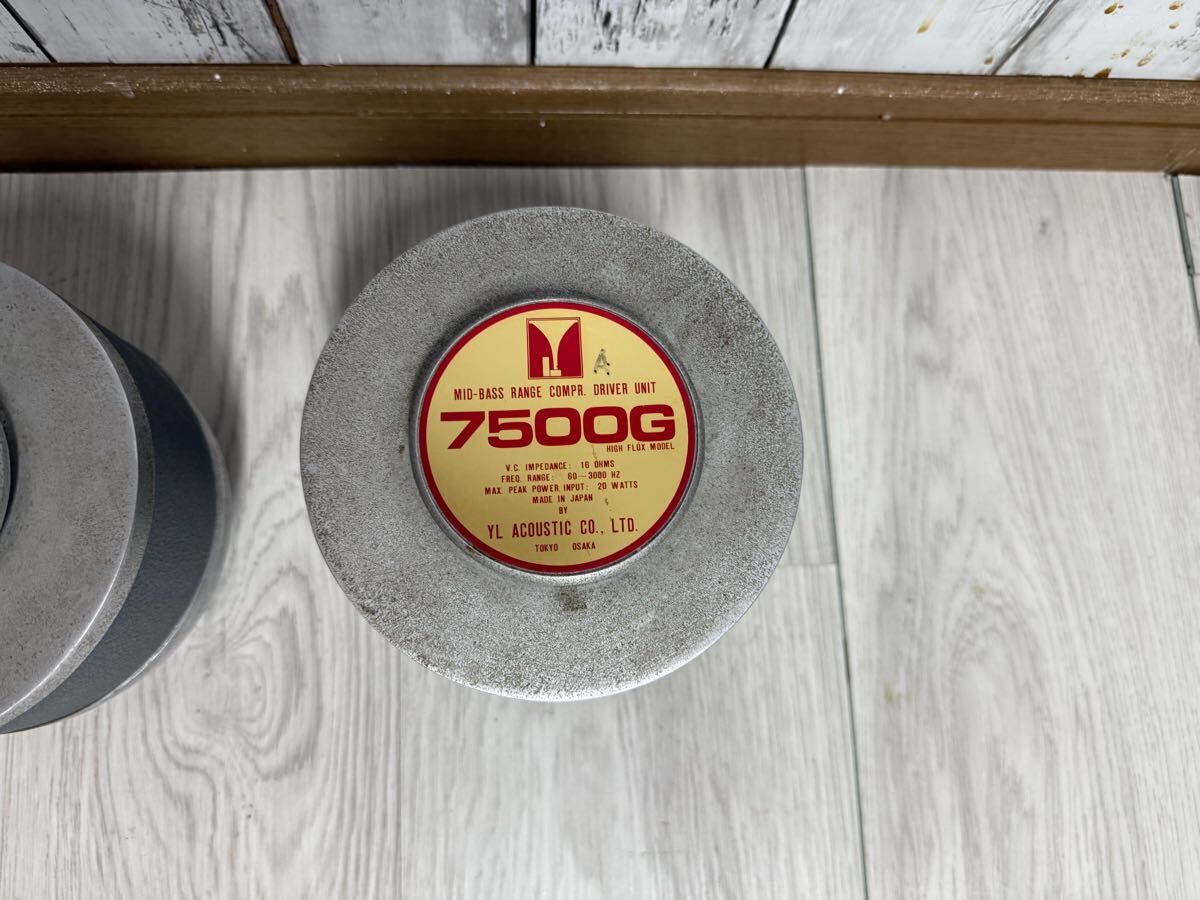 A
MID-BASS RANGE COMPR. DRIVER UNIT
7500G
HIGH FLUX MODEL
V.C. IMPEDANCE: 16 OHMS
FREQ. RANGE: 60~3000 HZ
MAX. PEAK POWER INPUT: 20 WATTS
MADE IN JAPAN
BY
YL ACOUSTIC CO., LTD.
TOKYO OSAKA